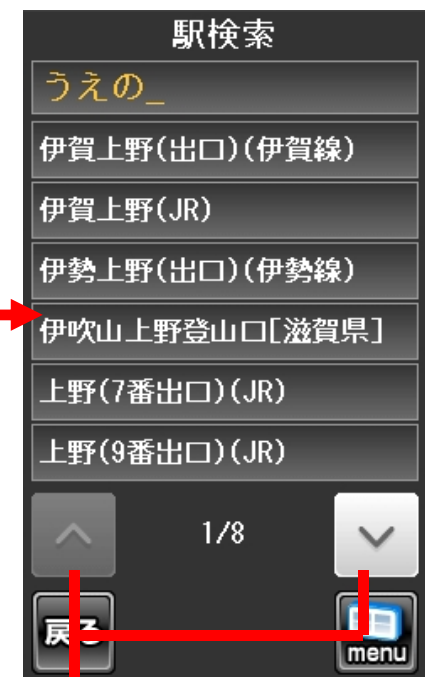 駅検索
うえの_
伊賀上野(出口)(伊賀線)
伊賀上野(JR)
伊勢上野(出口)(伊勢線)
伊吹山上野登山口[滋賀県]
上野(7番出口)(JR)
上野(9番出口)(JR)
1/8
戻る
menu